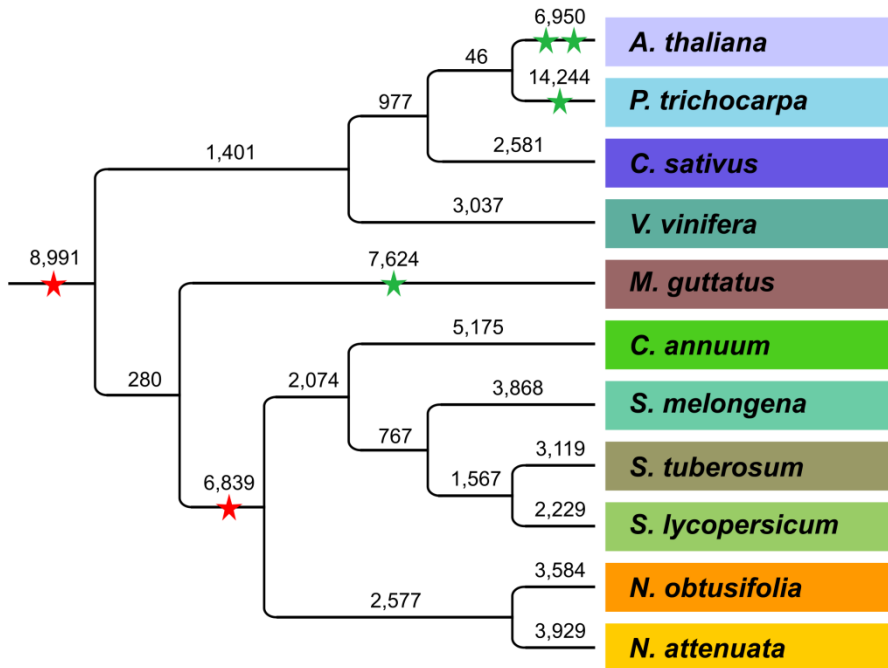 6,950
A. thaliana
46
14,244
P. trichocarpa
977
2,581
C. sativus
1,401
3,037
V. vinifera
8,991
7,624
M. guttatus
5,175
C. annuum
280
2,074
3,868
S. melongena
767
3,119
S. tuberosum
1,567
6,839
2,229
S. lycopersicum
3,584
N. obtusifolia
2,577
3,929
N. attenuata